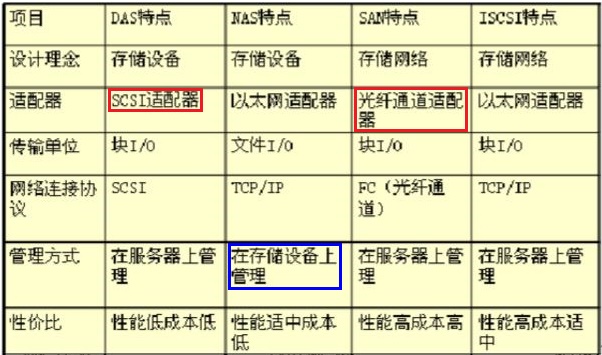 项目 DAS特点 NAS特点 SAN特点 ISCSI特点
设计理念 存储设备 存储设备 存储网络 存储网络
适配器 SCSI适配器 以太网适配器 光纤通道适配器 以太网适配器
传输单位 块I/O 文件I/O 块I/O 块I/O
网络连接协议 SCSI TCP/IP FC（光纤通道） TCP/IP
管理方式 在服务器上管理 在存储设备上管理 在服务器上管理 在服务器上管理
性价比 性能低成本低 性能适中成本低 性能高成本高 性能高成本适中